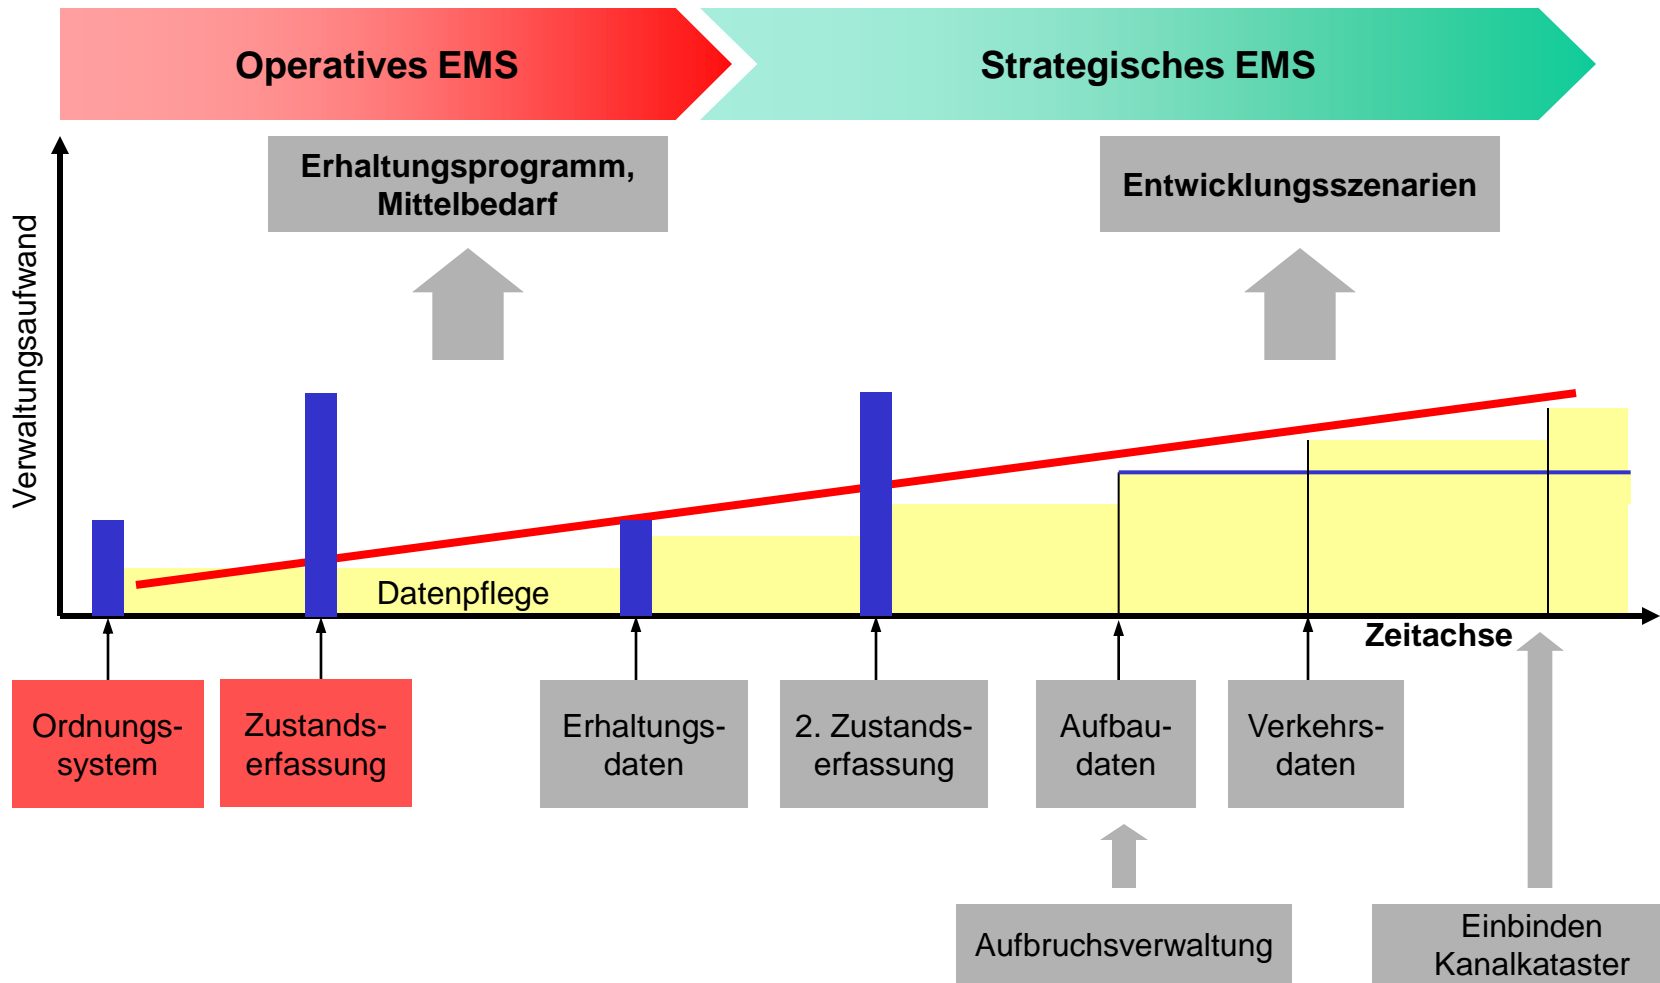 Operatives EMS
Strategisches EMS
Erhaltungsprogramm,
Mittelbedarf
Entwicklungsszenarien
Verwaltungsaufwand
Datenpflege
Zeitachse
Ordnungs-
system
Zustands-
erfassung
Erhaltungs-
daten
2. Zustands-
erfassung
Aufbau-
daten
Verkehrs-
daten
Aufbruchsverwaltung
Einbinden
Kanalkataster